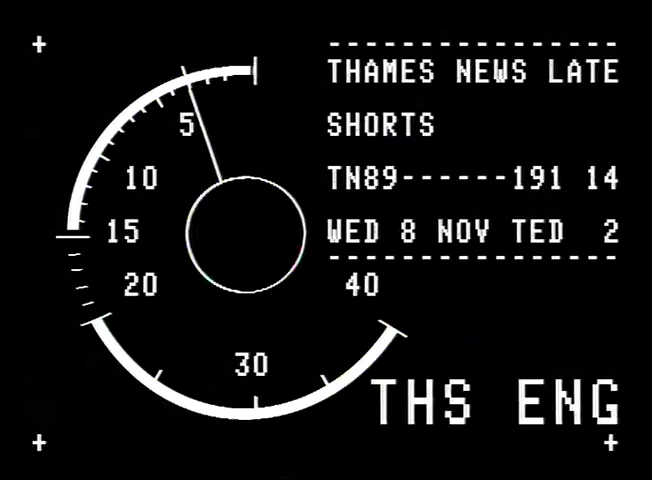 THAMES NEWS LATE
SHORTS
TN89------191 14
WED 8 NOV TED 2
5
10
15
20
30
40
THS ENG